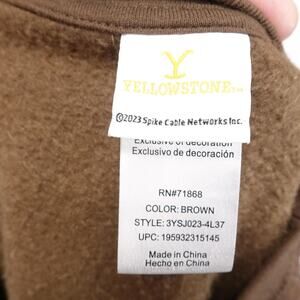 YELLOWSTONE™
©2023 Spike Cable Networks Inc.
Exclusive of decoration
Exclusivo de decoración
RN#71868
COLOR: BROWN
STYLE: 3YSJ023-4L37
UPC: 195932315145
Made in China
Hecho en China